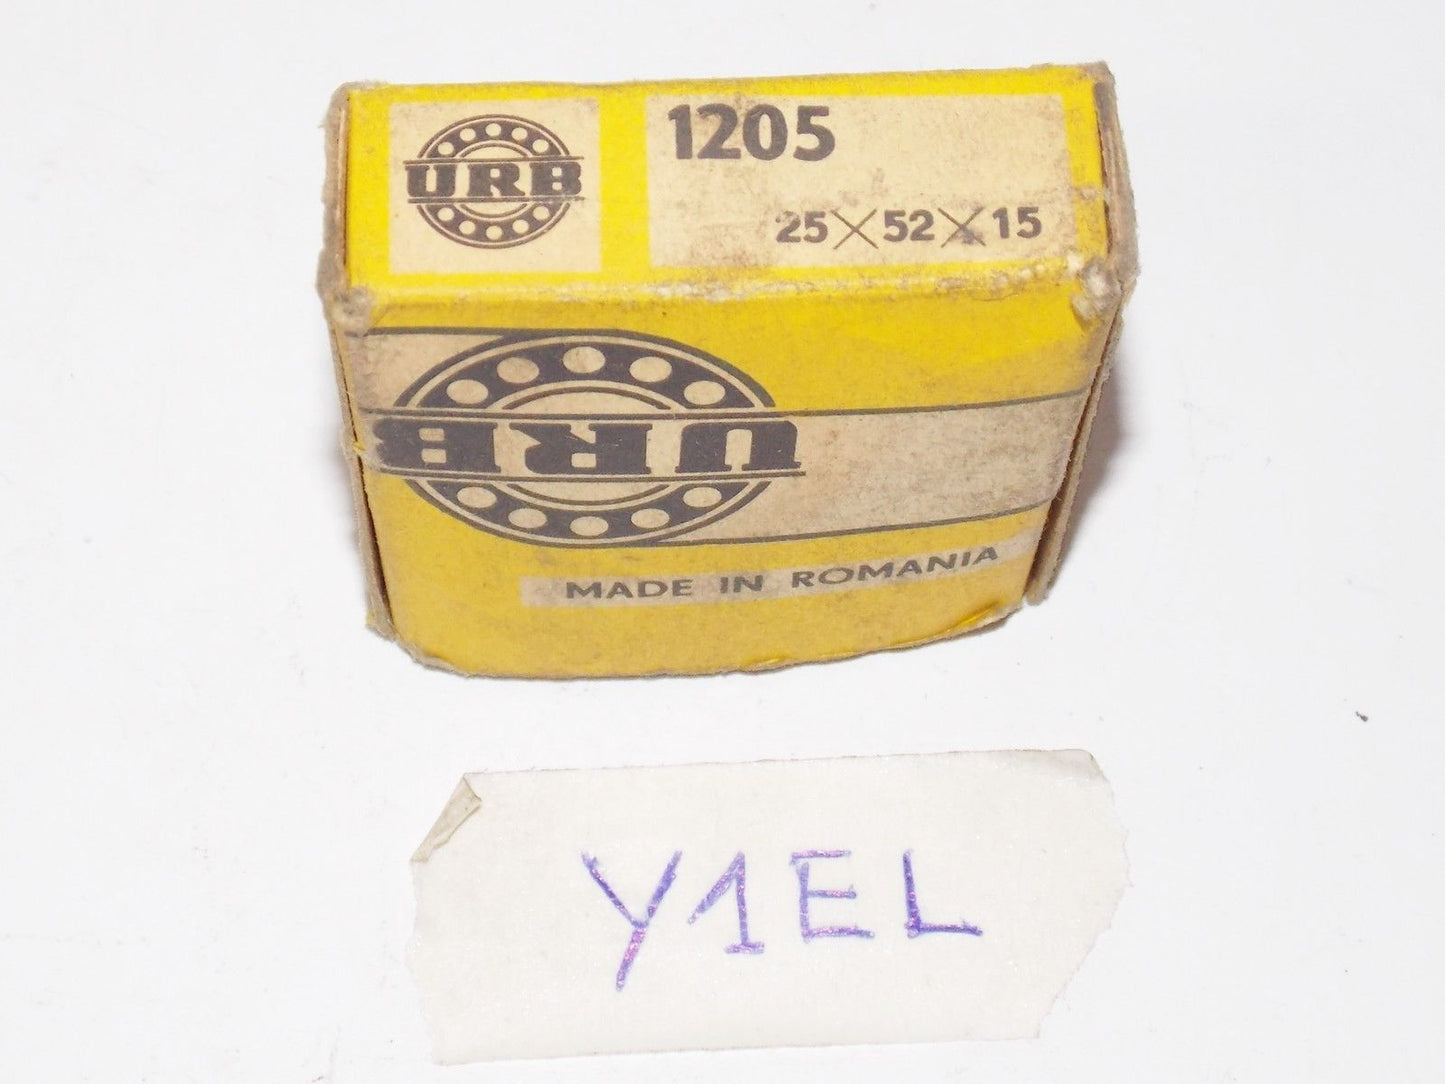 URB
1205
25×52×15
URB
MADE IN ROMANIA
Y1EL